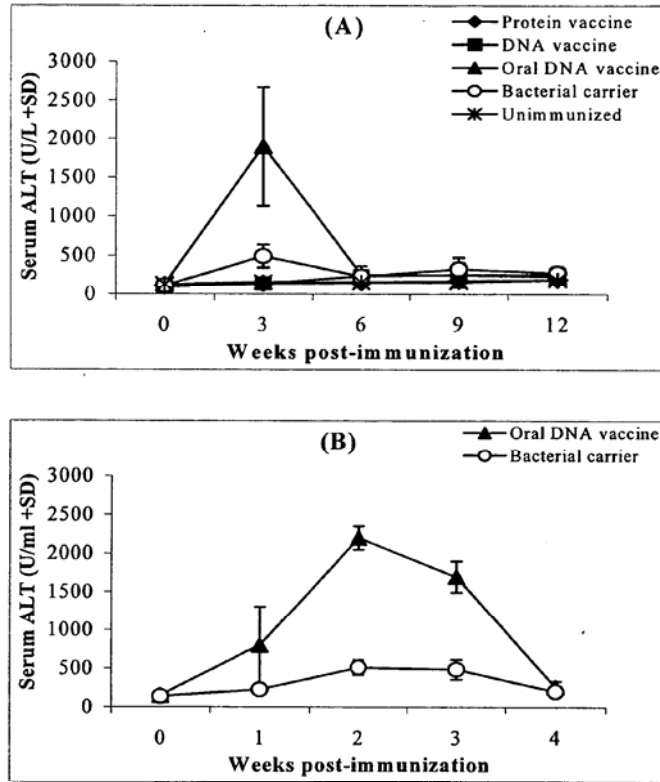 (A)
Protein vaccine
DNA vaccine
Oral DNA vaccine
Bacterial carrier
Unimmunized
Serum ALT (U/L +SD)
3000
2500
2000
1500
1000
500
0
0 3 6 9 12
Weeks post-immunization
(B)
Oral DNA vaccine
Bacterial carrier
Serum ALT (U/ml +SD)
3000
2500
2000
1500
1000
500
0
0 1 2 3 4
Weeks post-immunization